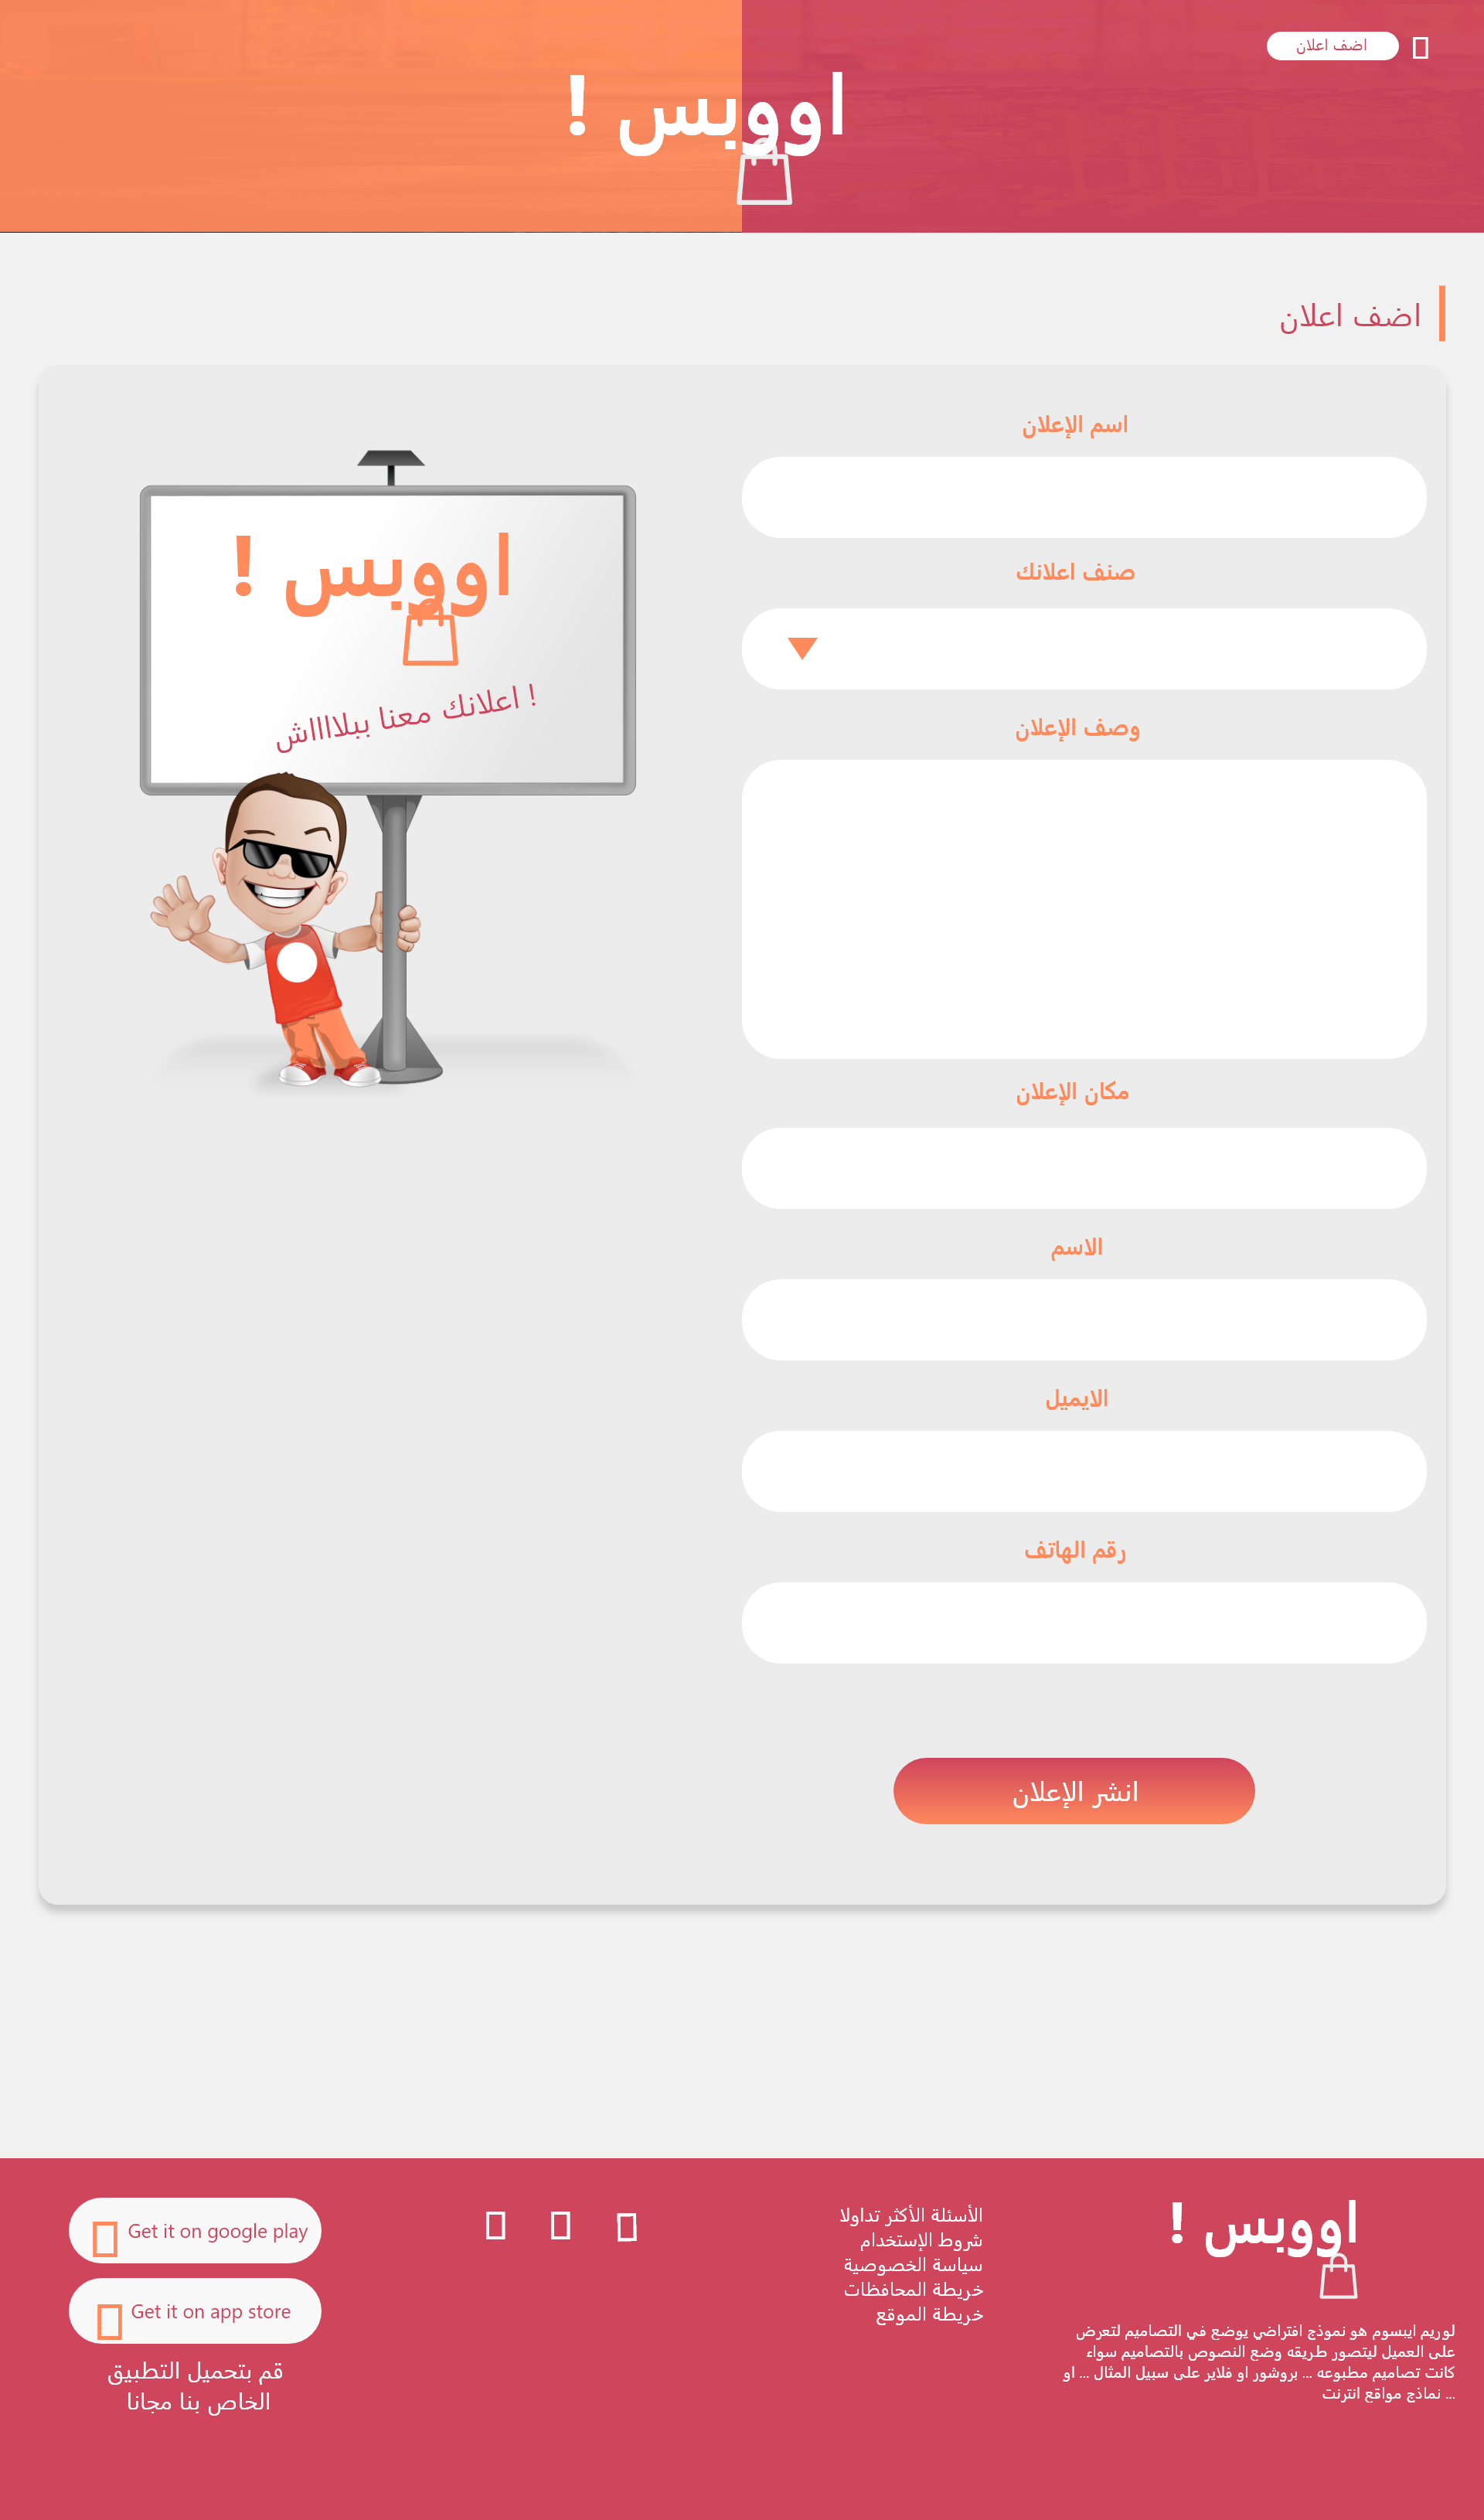 اضف اعلان
اووبس !
اضف اعلان
اسم الإعلان
صنف اعلانك
وصف الإعلان
مكان الإعلان
الاسم
الايميل
رقم الهاتف
انشر الإعلان
اووبس !
اعلانك معنا ببلااااش !
اووبس !
لوريم ايبسوم هو نموذج افتراضي يوضع في التصاميم لتعرض
على العميل ليتصور طريقه وضع النصوص بالتصاميم سواء
كانت تصاميم مطبوعه ... بروشور او فلاير على سبيل المثال ... او
... نماذج مواقع انترنت
الأسئلة الأكثر تداولا
شروط الإستخدام
سياسة الخصوصية
خريطة المحافظات
خريطة الموقع
Get it on google play
Get it on app store
قم بتحميل التطبيق
الخاص بنا مجانا